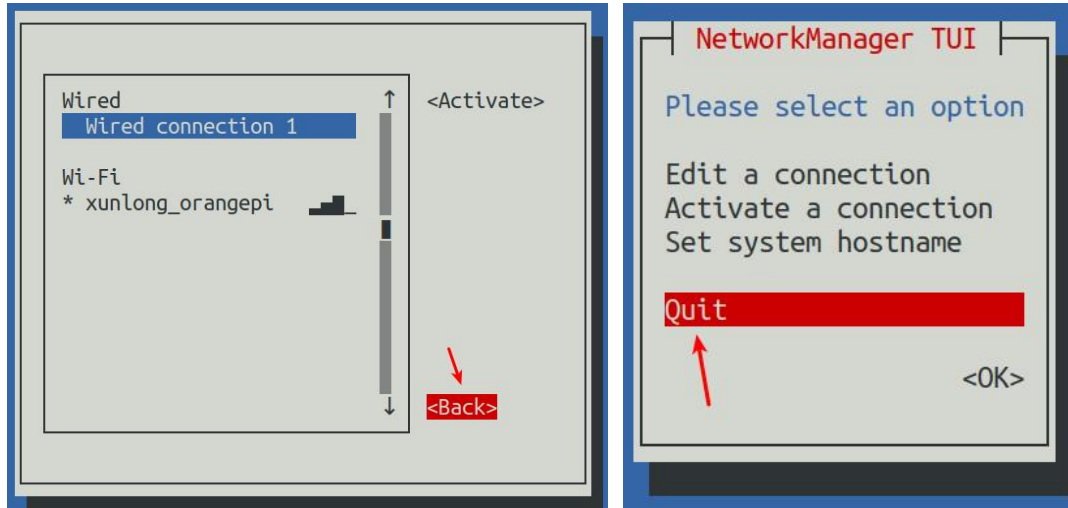 Wired
Wired connection 1
Wi-Fi
* xunlong_orangepi
<Activate>
<Back>
NetworkManager TUI
Please select an option
Edit a connection
Activate a connection
Set system hostname
Quit
<OK>